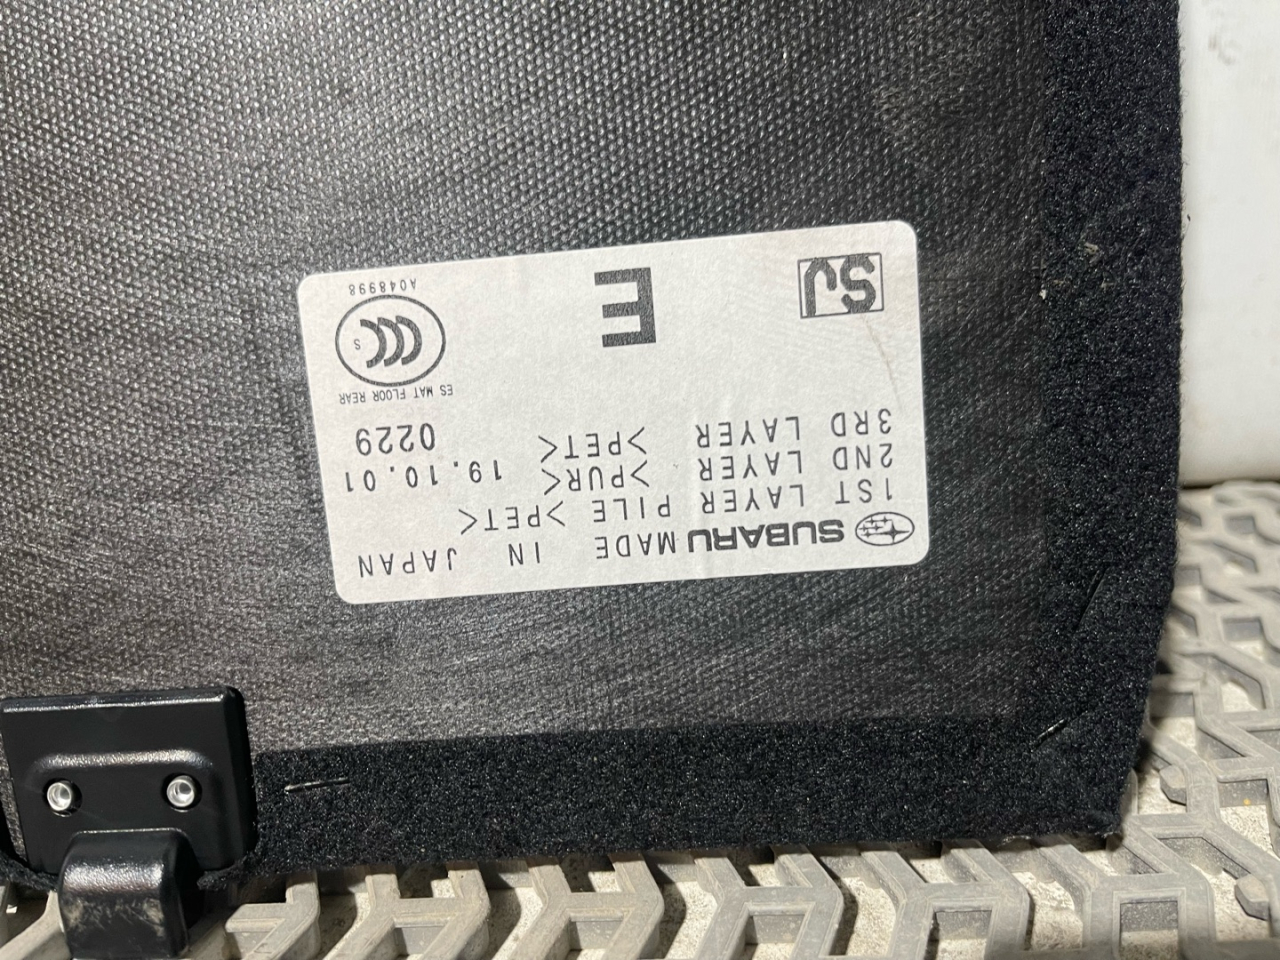 SUBARU MADE IN JAPAN
1ST LAYER PILE >PET<
2ND LAYER >PUR< 19.10.01
3RD LAYER >PET< 0229
ES MAT FLOOR REAR
CCC S
A048998
E
SJ